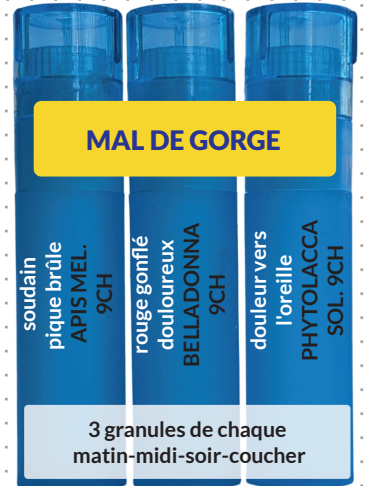 MAL DE GORGE
soudain
pique brûle
APIS MEL.
9CH
rouge gonflé
douloureux
BELLADONNA
9CH
douleur vers
l'oreille
PHYTOLACCA
SOL. 9CH
3 granules de chaque
matin-midi-soir-coucher